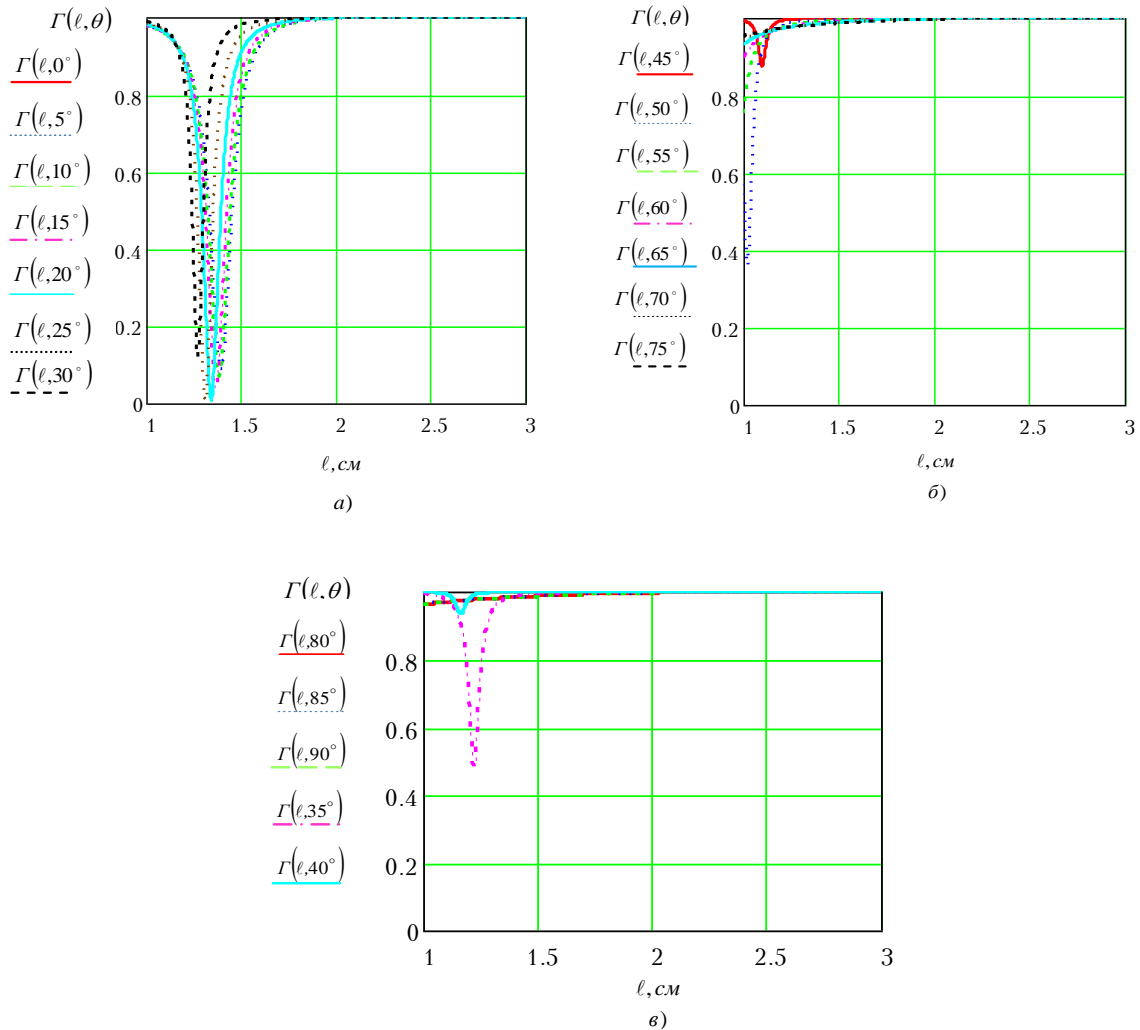 Γ(ℓ,θ)
Γ(ℓ,0°)
Γ(ℓ,5°)
Γ(ℓ,10°)
Γ(ℓ,15°)
Γ(ℓ,20°)
Γ(ℓ,25°)
Γ(ℓ,30°)
0.8
0.6
0.4
0.2
0
1
1.5
2
2.5
3
ℓ,см
а)
Γ(ℓ,θ)
Γ(ℓ,45°)
Γ(ℓ,50°)
Γ(ℓ,55°)
Γ(ℓ,60°)
Γ(ℓ,65°)
Γ(ℓ,70°)
Γ(ℓ,75°)
0.8
0.6
0.4
0.2
0
1
1.5
2
2.5
3
ℓ,см
б)
Γ(ℓ,θ)
Γ(ℓ,80°)
Γ(ℓ,85°)
Γ(ℓ,90°)
Γ(ℓ,35°)
Γ(ℓ,40°)
0.8
0.6
0.4
0.2
0
1
1.5
2
2.5
3
ℓ,см
в)